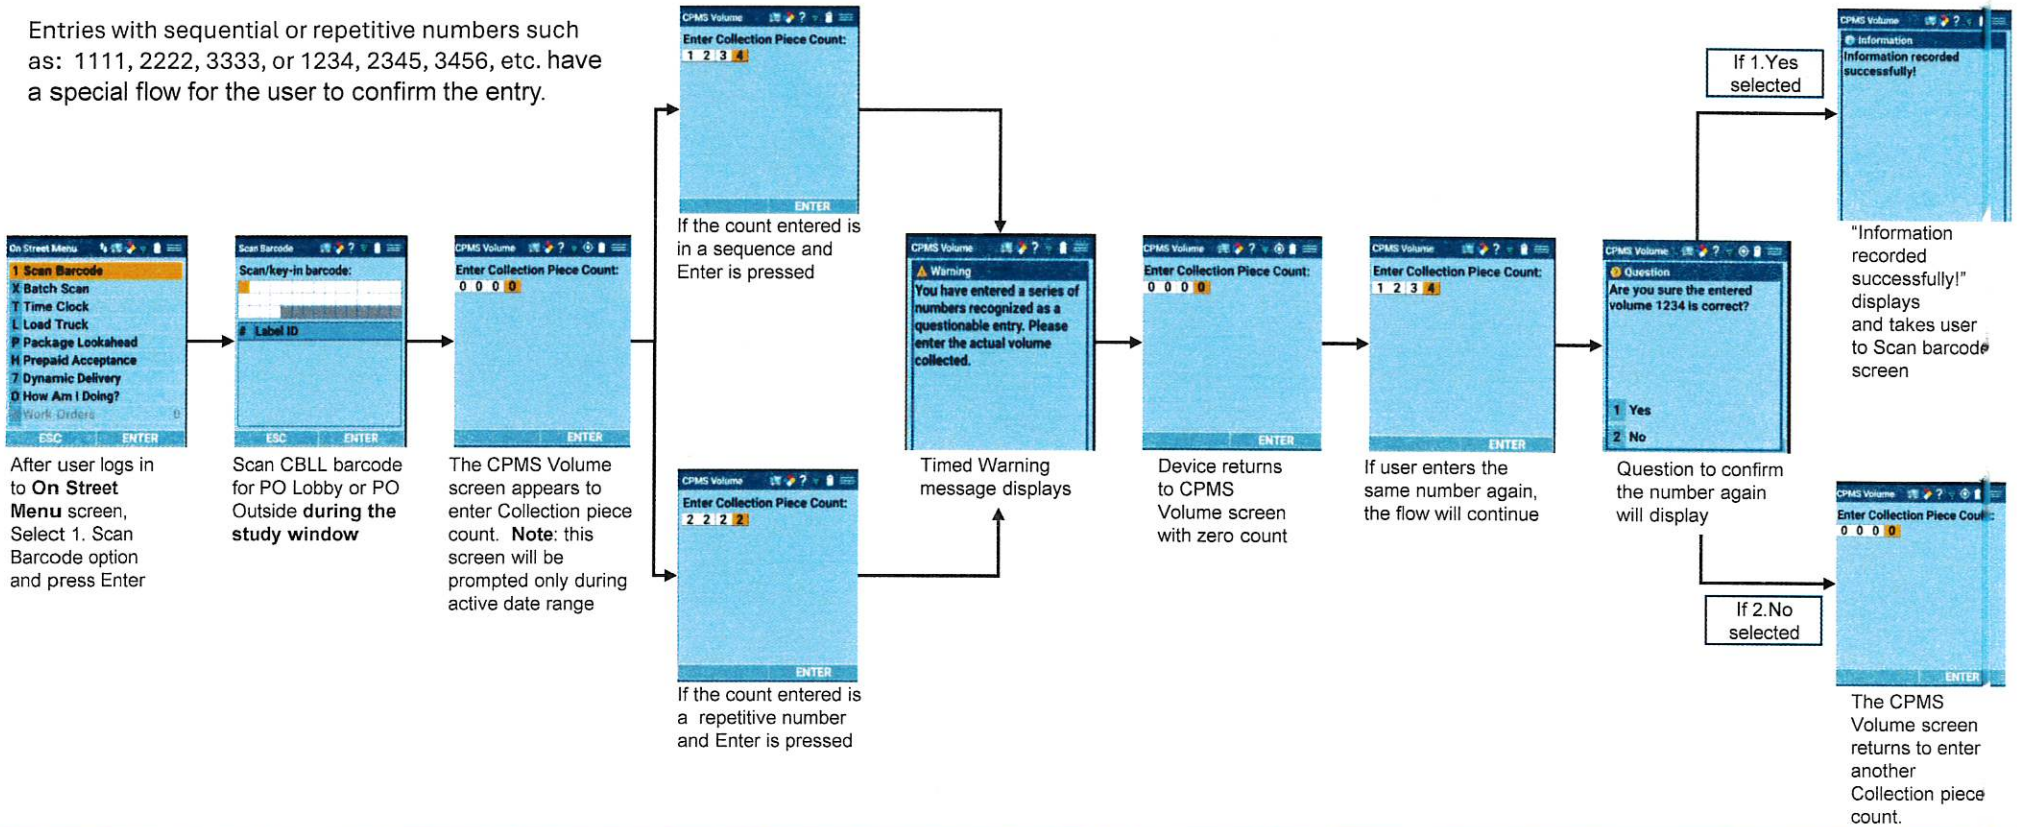 Entries with sequential or repetitive numbers such
as: 1111, 2222, 3333, or 1234, 2345, 3456, etc. have
a special flow for the user to confirm the entry.
On Street Menu
1 Scan Barcode
X Batch Scan
T Time Clock
L Load Truck
P Package Lookahead
H Prepaid Acceptance
7 Dynamic Delivery
O How Am I Doing?
Work Orders 0
ESC ENTER
After user logs in
to On Street
Menu screen,
Select 1. Scan
Barcode option
and press Enter
Scan Barcode
Scan/key-in barcode:
# Label ID
ESC ENTER
Scan CBLL barcode
for PO Lobby or PO
Outside during the
study window
CPMS Volume
Enter Collection Piece Count:
0 0 0 0
ENTER
The CPMS Volume
screen appears to
enter Collection piece
count. Note: this
screen will be
prompted only during
active date range
CPMS Volume
Enter Collection Piece Count:
1 2 3 4
ENTER
If the count entered is
in a sequence and
Enter is pressed
CPMS Volume
Enter Collection Piece Count:
2 2 2 2
ENTER
If the count entered is
a repetitive number
and Enter is pressed
CPMS Volume
Warning
You have entered a series of
numbers recognized as a
questionable entry. Please
enter the actual volume
collected.
Timed Warning
message displays
CPMS Volume
Enter Collection Piece Count:
0 0 0 0
ENTER
Device returns
to CPMS
Volume screen
with zero count
CPMS Volume
Enter Collection Piece Count:
1 2 3 4
ENTER
If user enters the
same number again,
the flow will continue
CPMS Volume
Question
Are you sure the entered
volume 1234 is correct?
1 Yes
2 No
Question to confirm
the number again
will display
If 1.Yes
selected
CPMS Volume
Information
Information recorded
successfully!
"Information
recorded
successfully!"
displays
and takes user
to Scan barcode
screen
If 2.No
selected
CPMS Volume
Enter Collection Piece Count:
0 0 0 0
ENTER
The CPMS
Volume screen
returns to enter
another
Collection piece
count.